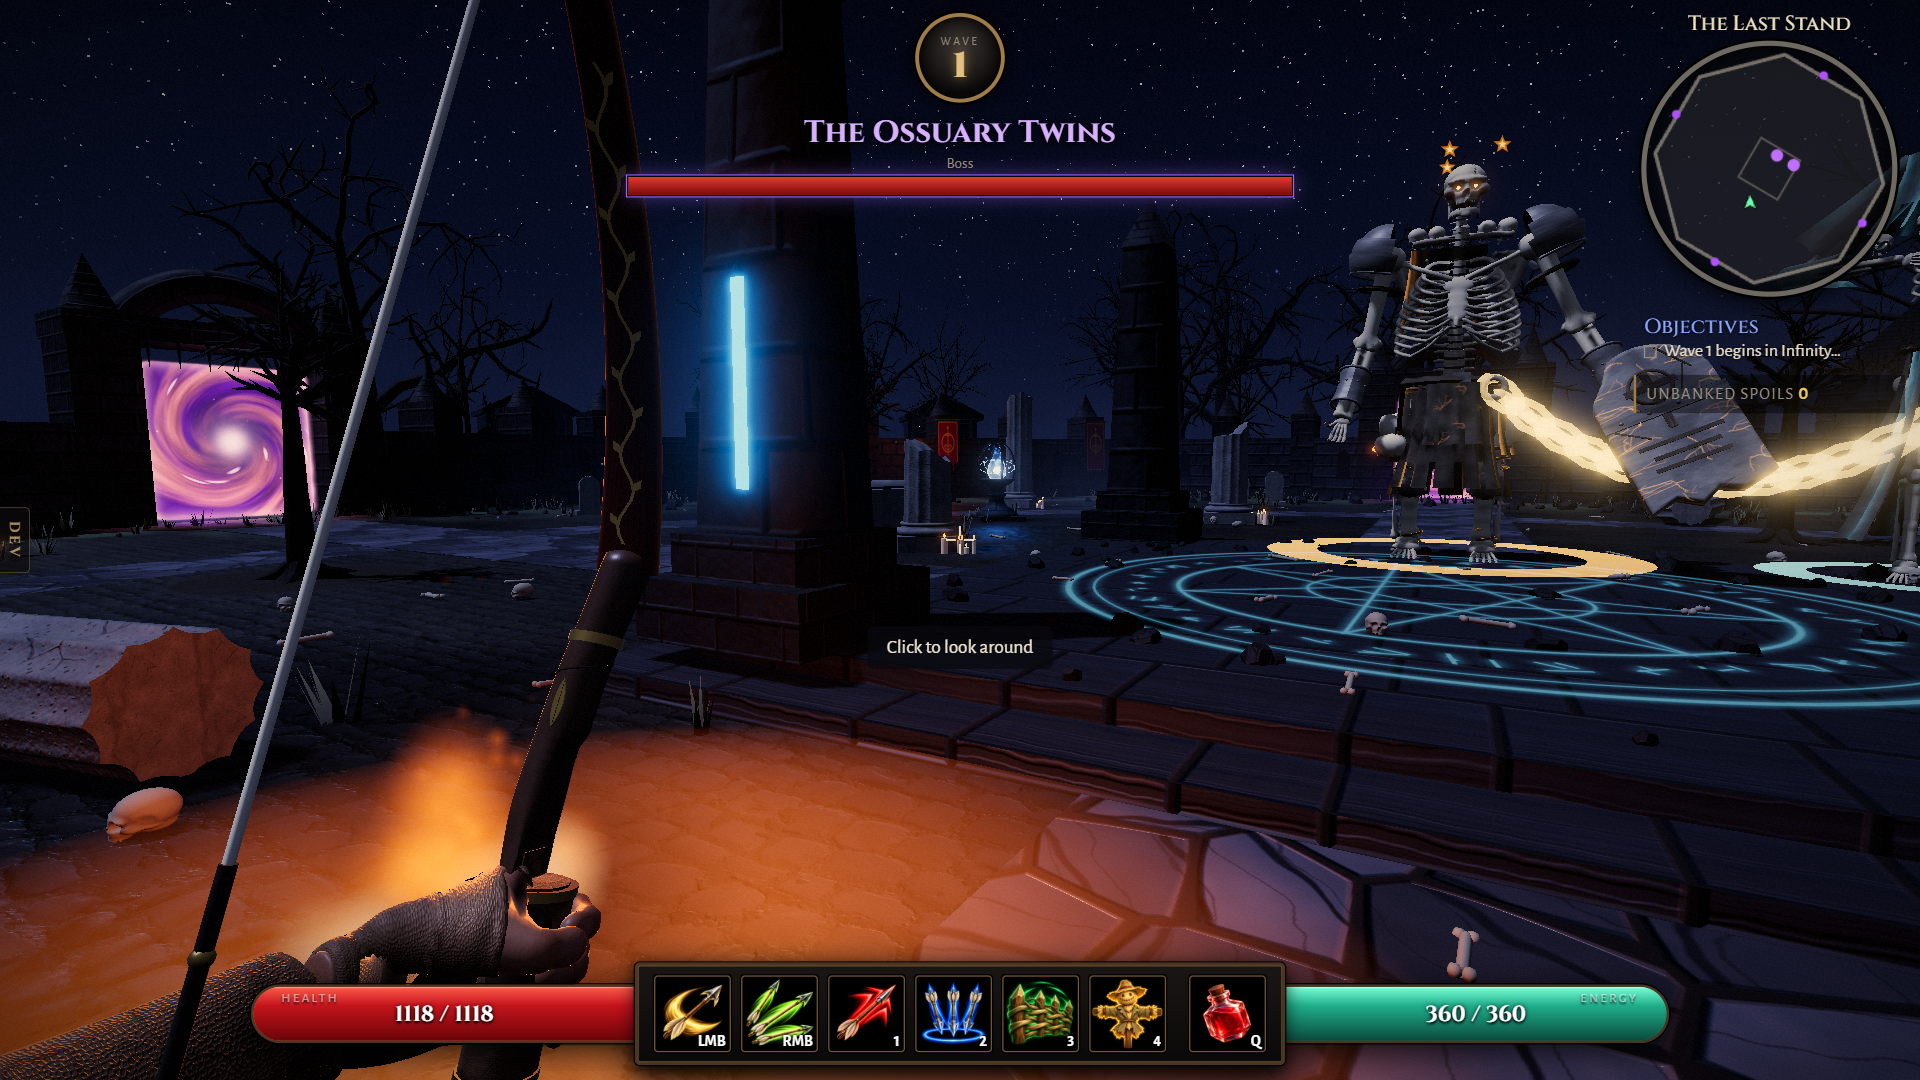 THE LAST STAND
WAVE
1
THE OSSUARY TWINS
Boss
OBJECTIVES
Wave 1 begins in Infinity...
UNBANKED SPOILS 0
DEV
Click to look around
HEALTH
1118 / 1118
LMB
RMB
1
2
3
4
Q
ENERGY
360 / 360